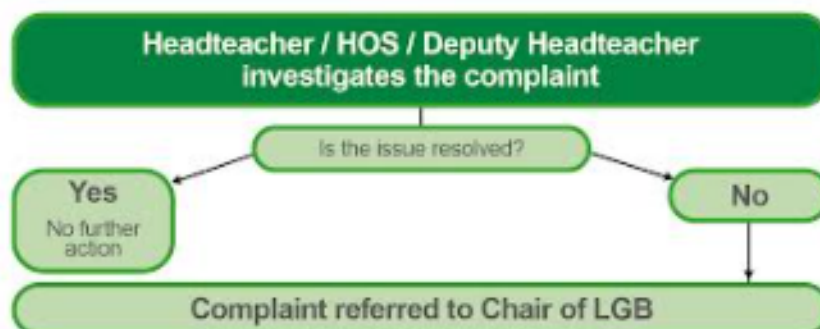 Headteacher / HOS / Deputy Headteacher
investigates the complaint
Is the issue resolved?
Yes
No further
action
No
Complaint referred to Chair of LGB